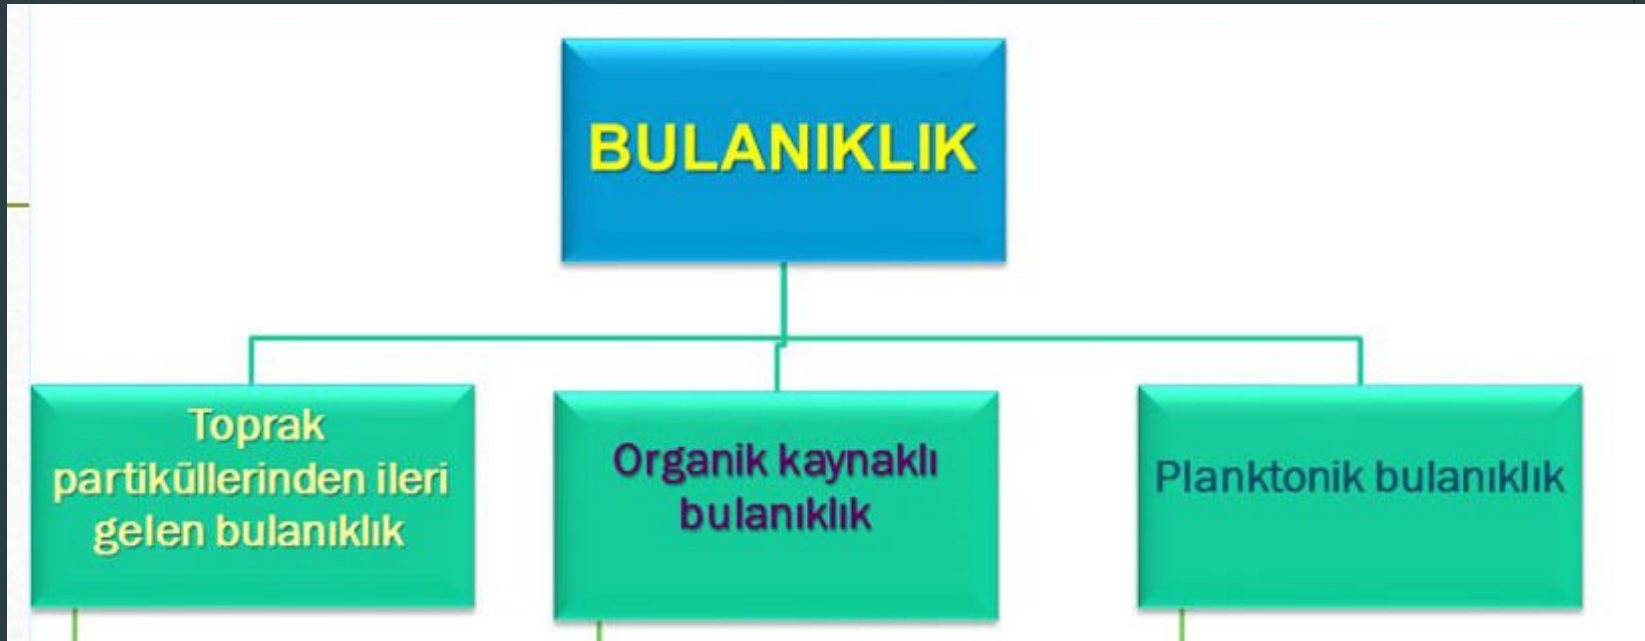 BULANIKLIK
Toprak
partiküllerinden ileri
gelen bulanıklık
Organik kaynaklı
bulanıklık
Planktonik bulanıklık